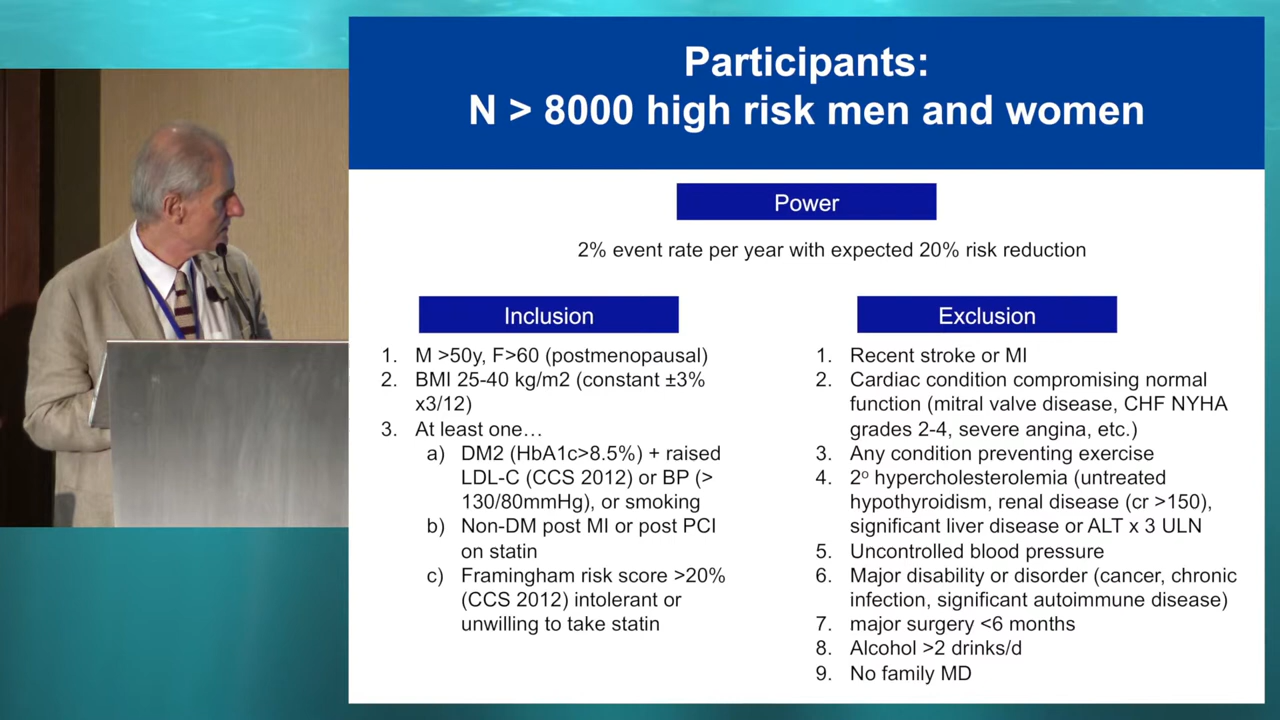 Participants:
N > 8000 high risk men and women
Power
2% event rate per year with expected 20% risk reduction
Inclusion
1. M >50y, F>60 (postmenopausal)
2. BMI 25-40 kg/m2 (constant ±3%
x3/12)
3. At least one…
a) DM2 (HbA1c>8.5%) + raised
LDL-C (CCS 2012) or BP (>
130/80mmHg), or smoking
b) Non-DM post MI or post PCI
on statin
c) Framingham risk score >20%
(CCS 2012) intolerant or
unwilling to take statin
Exclusion
1. Recent stroke or MI
2. Cardiac condition compromising normal
function (mitral valve disease, CHF NYHA
grades 2-4, severe angina, etc.)
3. Any condition preventing exercise
4. 2º hypercholesterolemia (untreated
hypothyroidism, renal disease (cr >150),
significant liver disease or ALT x 3 ULN
5. Uncontrolled blood pressure
6. Major disability or disorder (cancer, chronic
infection, significant autoimmune disease)
7. major surgery <6 months
8. Alcohol >2 drinks/d
9. No family MD